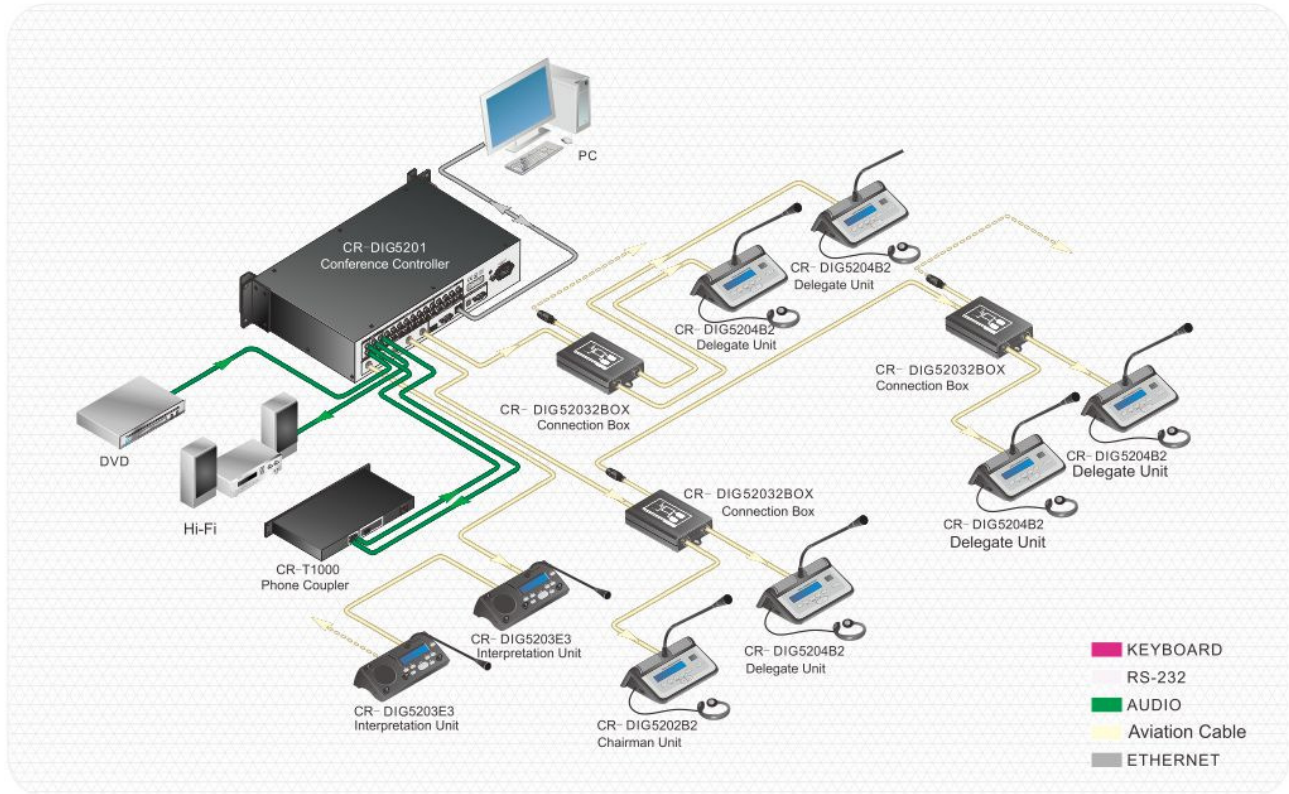 PC
CR-DIG5201
Conference Controller
CR- DIG5204B2
Delegate Unit
CR- DIG5204B2
Delegate Unit
CR- DIG52032BOX
Connection Box
CR- DIG52032BOX
Connection Box
DVD
CR- DIG5204B2
Delegate Unit
CR- DIG5204B2
Delegate Unit
CR- DIG52032BOX
Connection Box
Hi-Fi
CR-T1000
Phone Coupler
CR- DIG5203E3
Interpretation Unit
CR- DIG5204B2
Delegate Unit
CR- DIG5203E3
Interpretation Unit
CR- DIG5202B2
Chairman Unit
KEYBOARD
RS-232
AUDIO
Aviation Cable
ETHERNET